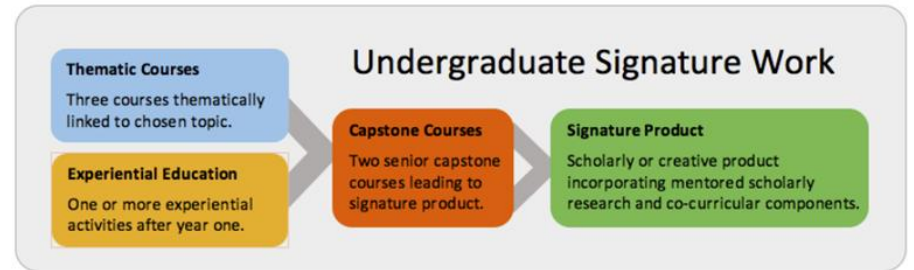 Undergraduate Signature Work
Thematic Courses
Three courses thematically
linked to chosen topic.
Experiential Education
One or more experiential
activities after year one.
Capstone Courses
Two senior capstone
courses leading to
signature product.
Signature Product
Scholarly or creative product
incorporating mentored scholarly
research and co-curricular components.